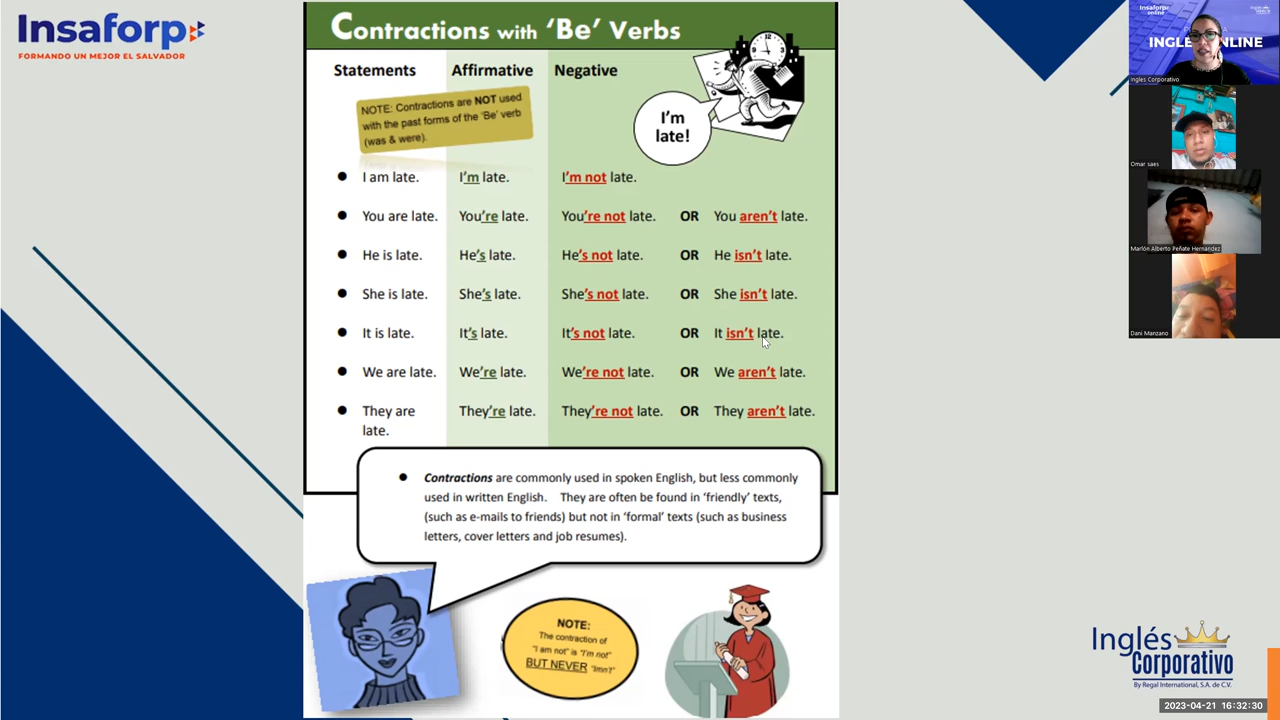 Insaforp
FORMANDO UN MEJOR EL SALVADOR
Contractions with ‘Be’ Verbs
Statements Affirmative Negative
NOTE: Contractions are NOT used
with the past forms of the ‘Be’ verb
(was & were).
I’m
late!
● I am late. I’m late. I’m not late.
● You are late. You’re late. You’re not late. OR You aren’t late.
● He is late. He’s late. He’s not late. OR He isn’t late.
● She is late. She’s late. She’s not late. OR She isn’t late.
● It is late. It’s late. It’s not late. OR It isn’t late.
● We are late. We’re late. We’re not late. OR We aren’t late.
● They are They’re late. They’re not late. OR They aren’t late.
late.
● Contractions are commonly used in spoken English, but less commonly
used in written English. They are often be found in ‘friendly’ texts,
(such as e-mails to friends) but not in ‘formal’ texts (such as business
letters, cover letters and job resumes).
NOTE:
The contraction of
“I am not” is “I’m not”
BUT NEVER
12
Insaforp
online
INGLÉS ONLINE
Ingles Corporativo
Omar saes
Marlón Alberto Peñate Hernandez
Dani Manzano
Inglés
Corporativo
By Regal International, S.A. de C.V.
2023-04-21 16:32:30